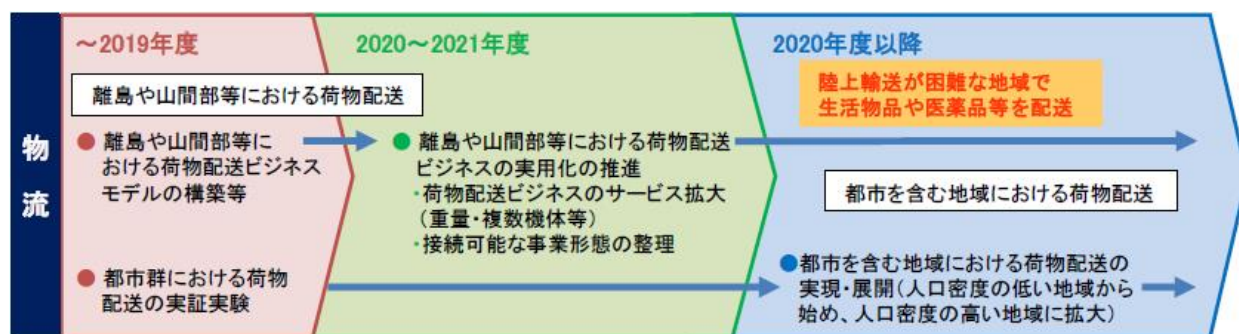 物流
～2019年度
離島や山間部等における荷物配送
● 離島や山間部等に
おける荷物配送ビジネス
モデルの構築等
● 都市群における荷物
配送の実証実験
2020～2021年度
● 離島や山間部等における荷物配送
ビジネスの実用化の推進
・荷物配送ビジネスのサービス拡大
（重量・複数機体等）
・接続可能な事業形態の整理
2020年度以降
陸上輸送が困難な地域で
生活物品や医薬品等を配送
都市を含む地域における荷物配送
●都市を含む地域における荷物配送の
実現・展開（人口密度の低い地域から
始め、人口密度の高い地域に拡大）